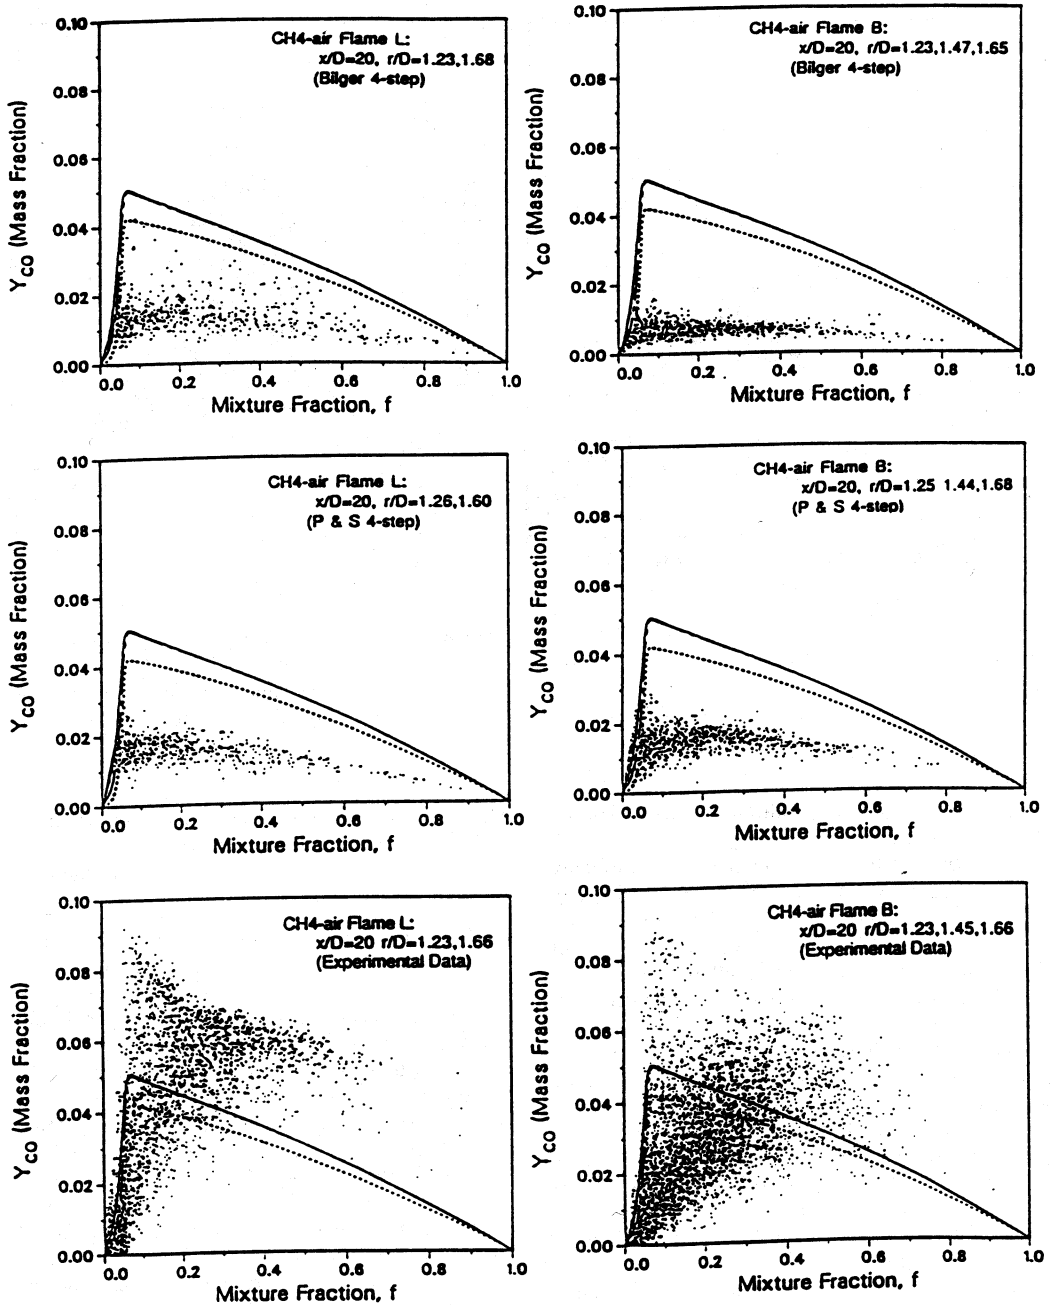 CH4-air Flame L:
x/D=20, r/D=1.23,1.68
(Bilger 4-step)
Y_CO (Mass Fraction)
0.10
0.08
0.06
0.04
0.02
0.00
0.0 0.2 0.4 0.6 0.8 1.0
Mixture Fraction, f
CH4-air Flame B:
x/D=20, r/D=1.23,1.47,1.65
(Bilger 4-step)
Y_CO (Mass Fraction)
0.10
0.08
0.06
0.04
0.02
0.00
0.0 0.2 0.4 0.6 0.8 1.0
Mixture Fraction, f
CH4-air Flame L:
x/D=20, r/D=1.26,1.60
(P & S 4-step)
Y_CO (Mass Fraction)
0.10
0.08
0.06
0.04
0.02
0.00
0.0 0.2 0.4 0.6 0.8 1.0
Mixture Fraction, f
CH4-air Flame B:
x/D=20, r/D=1.25 1.44,1.68
(P & S 4-step)
Y_CO (Mass Fraction)
0.10
0.08
0.06
0.04
0.02
0.00
0.0 0.2 0.4 0.6 0.8 1.0
Mixture Fraction, f
CH4-air Flame L:
x/D=20 r/D=1.23,1.66
(Experimental Data)
Y_CO (Mass Fraction)
0.10
0.08
0.06
0.04
0.02
0.00
0.0 0.2 0.4 0.6 0.8 1.0
Mixture Fraction, f
CH4-air Flame B:
x/D=20 r/D=1.23,1.45,1.66
(Experimental Data)
Y_CO (Mass Fraction)
0.10
0.08
0.06
0.04
0.02
0.00
0.0 0.2 0.4 0.6 0.8 1.0
Mixture Fraction, f